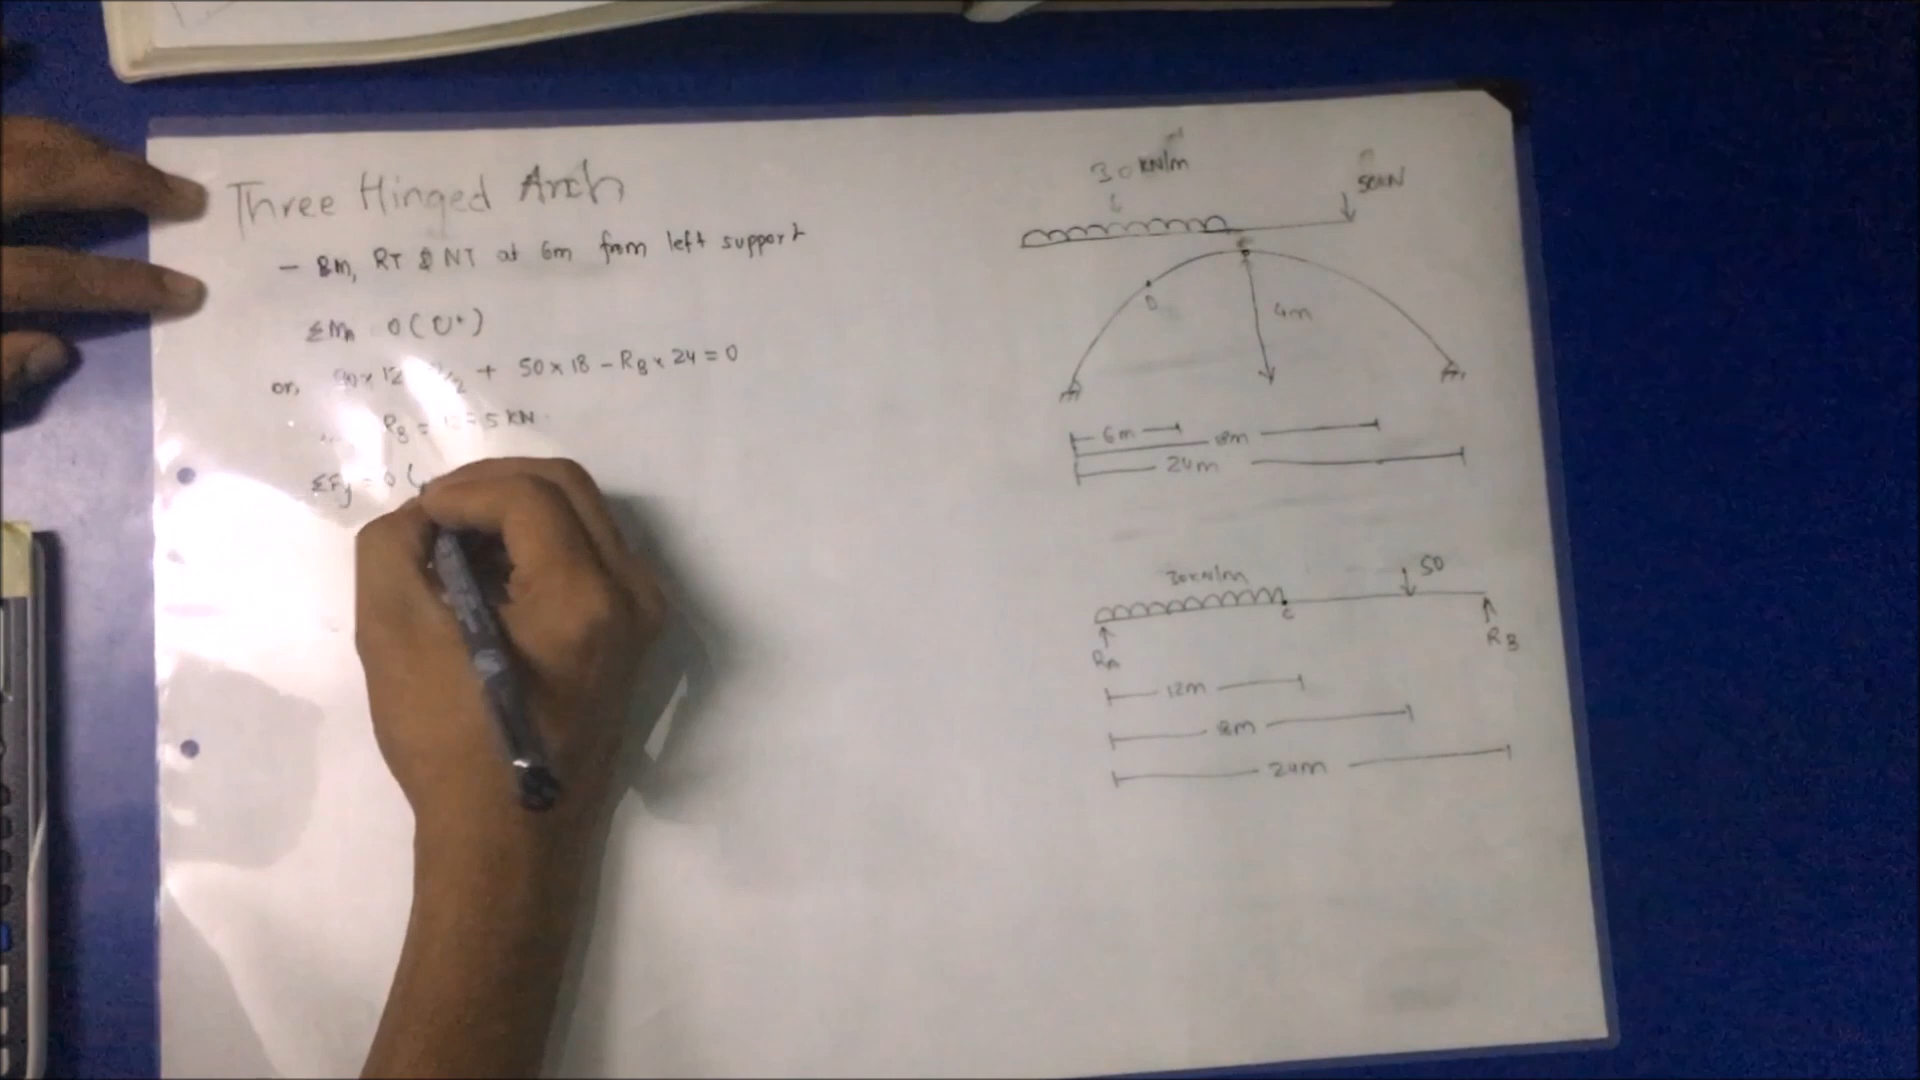 Three Hinged Arch
- BM, RT & NT at 6m from left support
ΣMA 0 (↻+)
or, 30 × 12 /2 + 50 × 18 - RB × 24 = 0
RB = 5 KN
ΣFy = 0 (
30 KN/m
50KN
C
D
4m
6m
18m
24m
30KN/m
50
C
RA
RB
12m
18m
24m